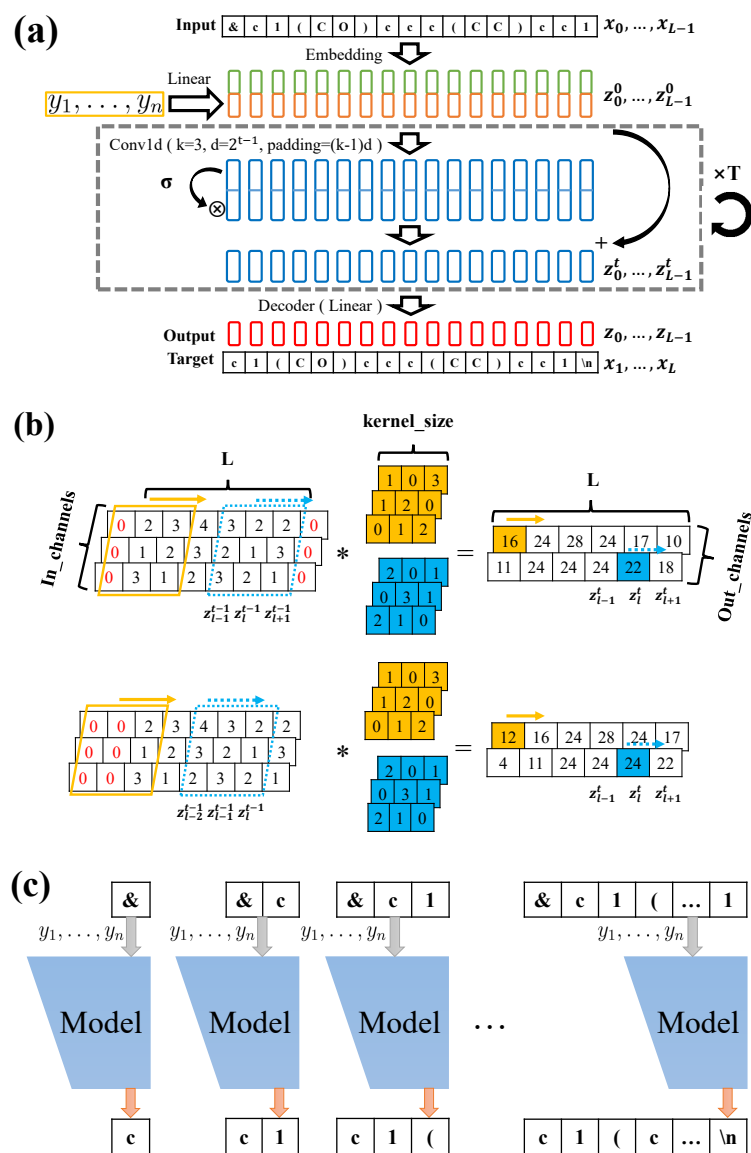 (a)
Input & c 1 ( C O ) c c c ( C C ) c c 1 x₀, ..., x_{L-1}
Embedding
Linear
y₁, . . . , yₙ
z⁰₀, ..., z⁰_{L-1}
Conv1d ( k=3, d=2^{t-1}, padding=(k-1)d )
×T
σ
⊗
+
zᵗ₀, ..., zᵗ_{L-1}
Decoder ( Linear )
Output z₀, ..., z_{L-1}
Target c 1 ( C O ) c c c ( C C ) c c 1 \n x₁, ..., x_L
(b)
kernel_size
L
L
In_channels
1 0 3
1 2 0
0 1 2
0 2 3 4 3 2 2 0
0 1 2 3 2 1 3 0
0 3 1 2 3 2 1 0
*
2 0 1
0 3 1
2 1 0
=
16 24 28 24 17 10
11 24 24 24 22 18
Out_channels
z^{t-1}_{l-1} z^{t-1}_l z^{t-1}_{l+1}
z^t_{l-1} z^t_l z^t_{l+1}
1 0 3
1 2 0
0 1 2
0 0 2 3 4 3 2 2
0 0 1 2 3 2 1 3
0 0 3 1 2 3 2 1
*
2 0 1
0 3 1
2 1 0
=
12 16 24 28 24 17
4 11 24 24 24 22
z^{t-1}_{l-2} z^{t-1}_{l-1} z^{t-1}_l
z^t_{l-1} z^t_l z^t_{l+1}
(c)
&
& c
& c 1
& c 1 ( ... 1
y₁, . . . , yₙ
y₁, . . . , yₙ
y₁, . . . , yₙ
y₁, . . . , yₙ
Model
Model
Model
...
Model
c
c 1
c 1 (
c 1 ( c ... \n